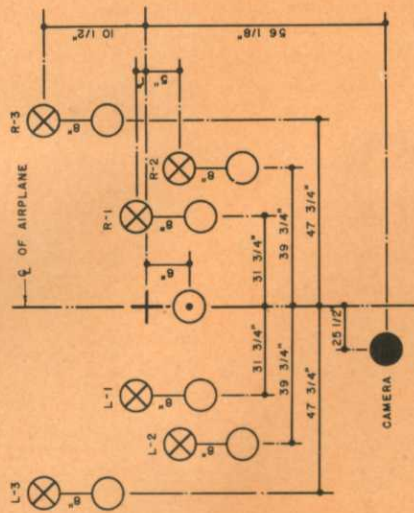 ℄ OF AIRPLANE
R-3
10 1/2"
8"
R-2
5"
8"
R-1
8"
6"
56 1/8"
L-1
8"
L-2
8"
L-3
8"
31 3/4"
31 3/4"
39 3/4"
39 3/4"
47 3/4"
47 3/4"
25 1/2"
CAMERA